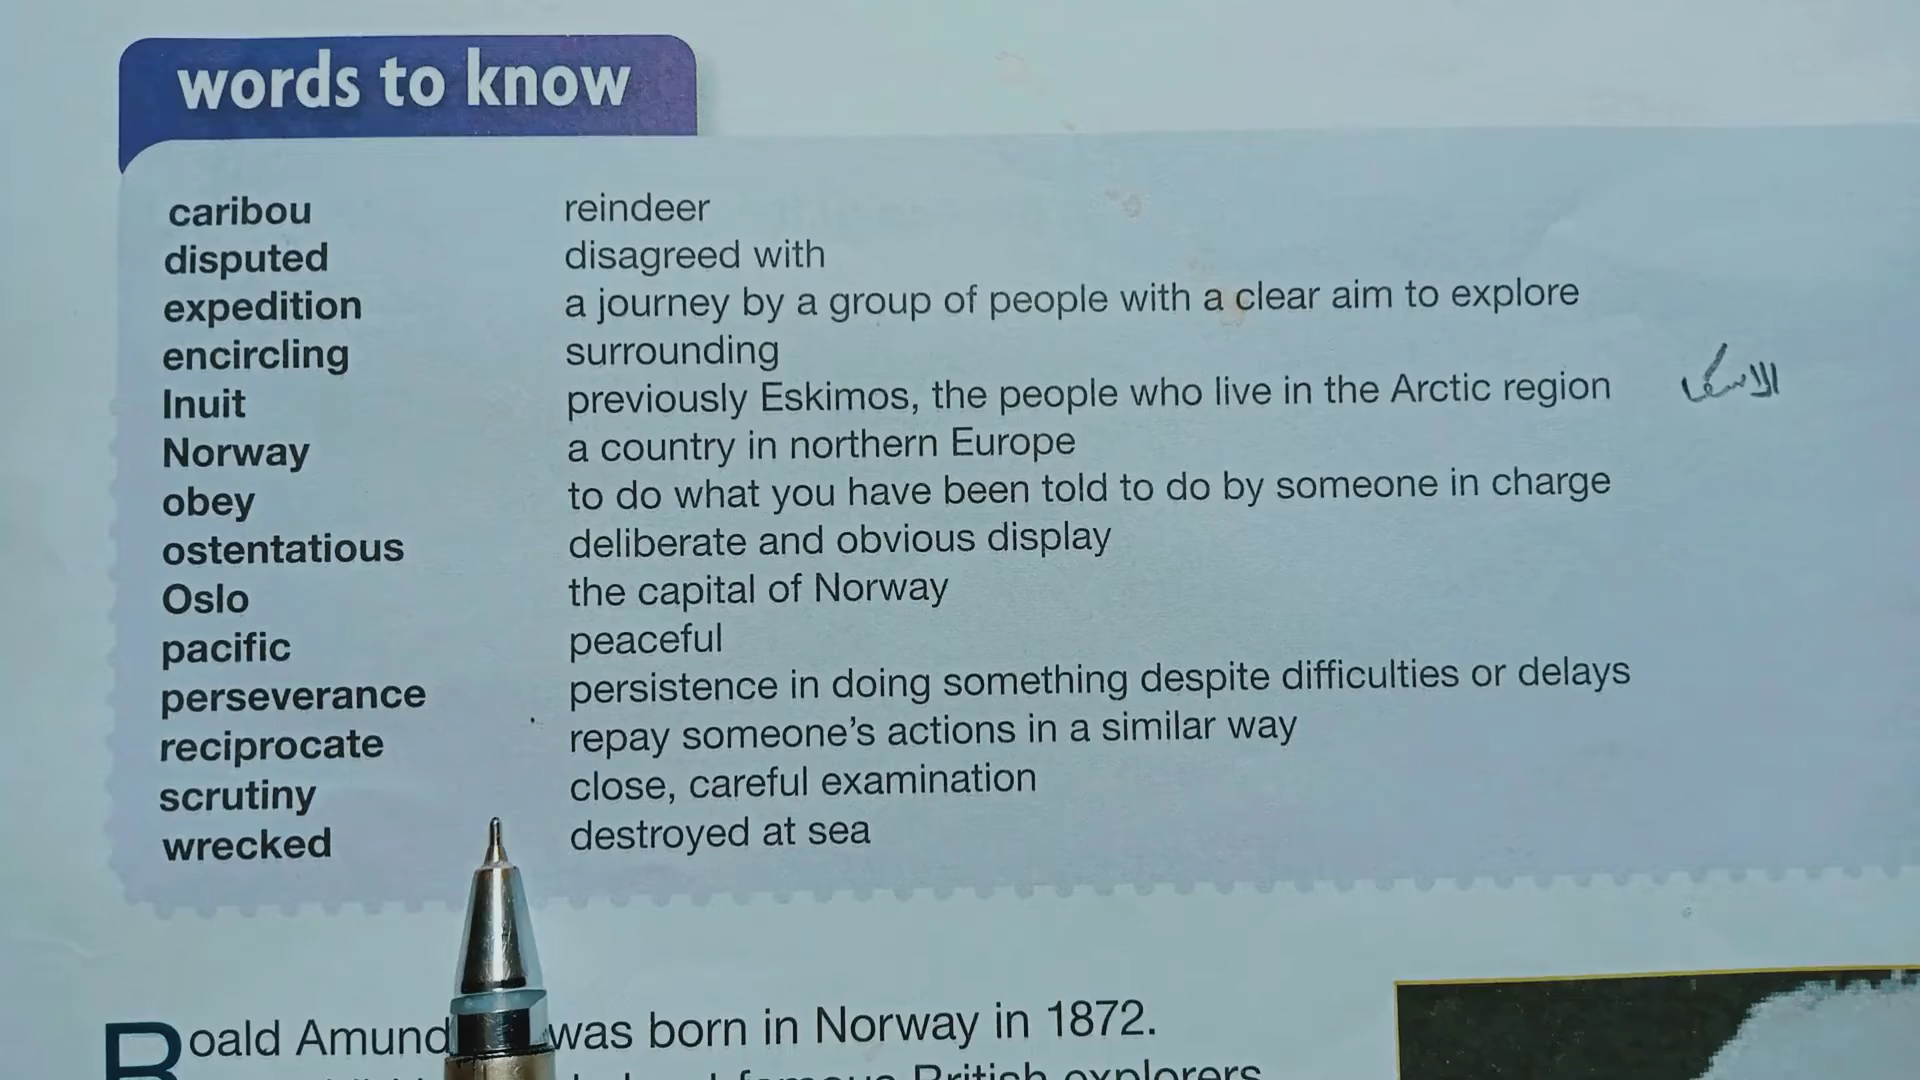 words to know
caribou reindeer
disputed disagreed with
expedition a journey by a group of people with a clear aim to explore
encircling surrounding
Inuit previously Eskimos, the people who live in the Arctic region
Norway a country in northern Europe
obey to do what you have been told to do by someone in charge
ostentatious deliberate and obvious display
Oslo the capital of Norway
pacific peaceful
perseverance persistence in doing something despite difficulties or delays
reciprocate repay someone's actions in a similar way
scrutiny close, careful examination
wrecked destroyed at sea
Roald Amund was born in Norway in 1872.
famous British explorers